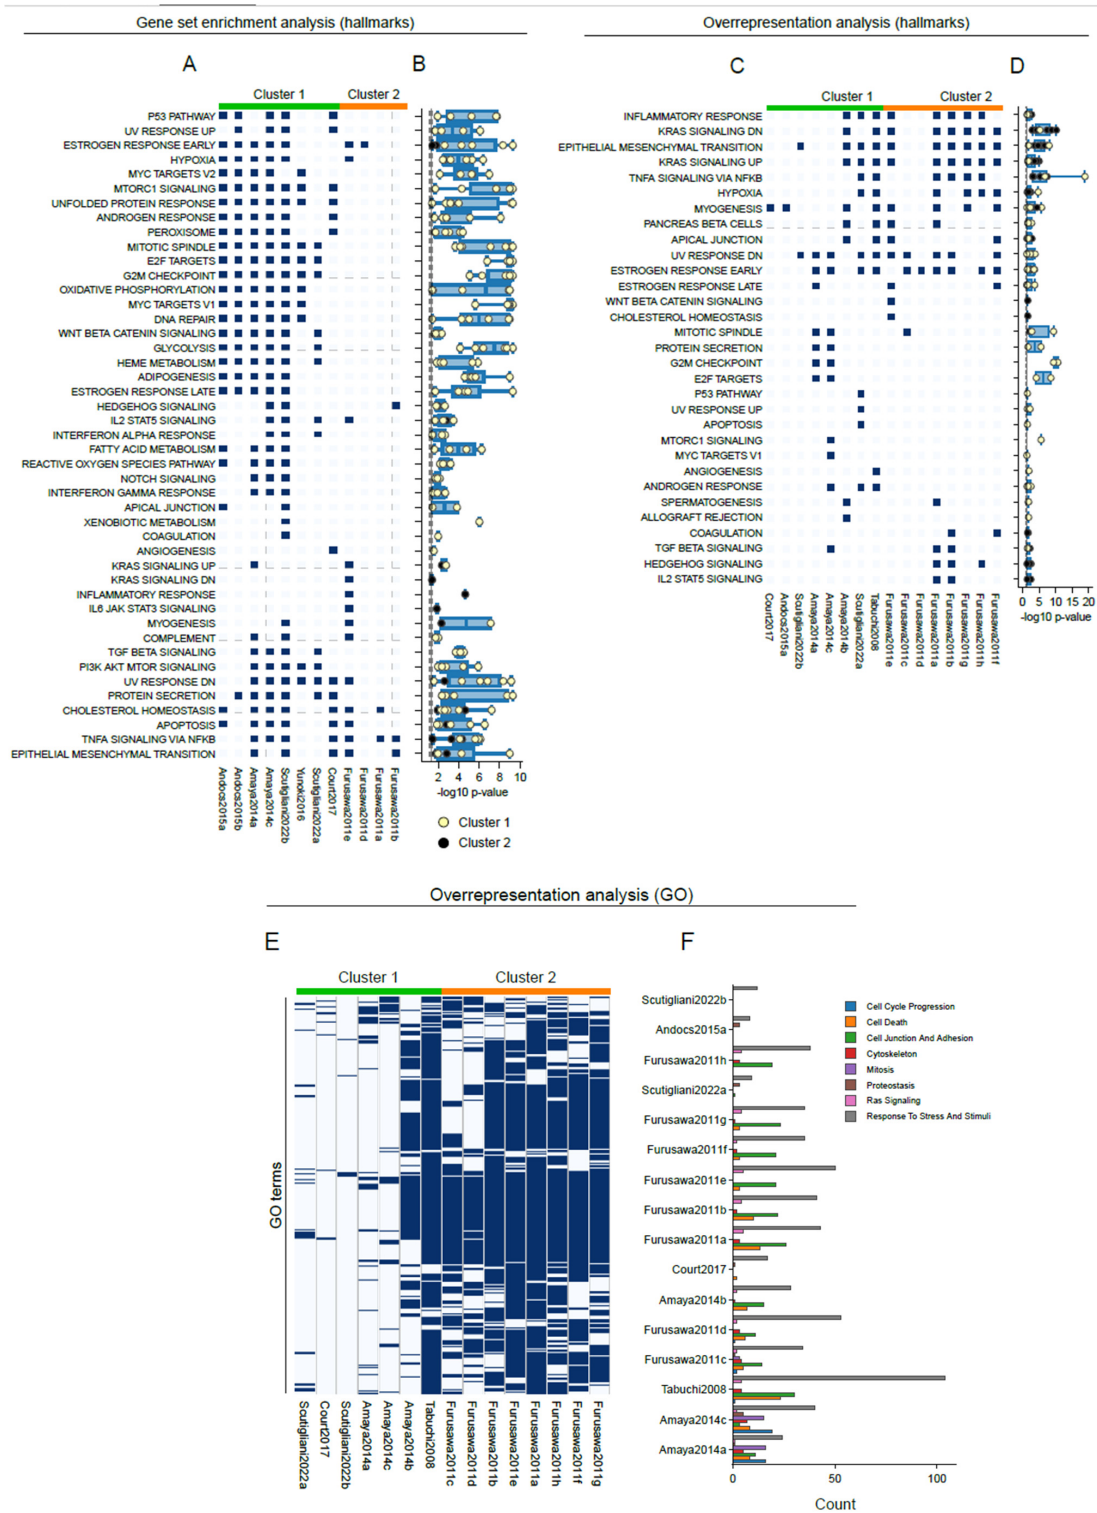 Gene set enrichment analysis (hallmarks)
Overrepresentation analysis (hallmarks)
A
B
C
D
Cluster 1
Cluster 2
P53 PATHWAY
UV RESPONSE UP
ESTROGEN RESPONSE EARLY
HYPOXIA
MYC TARGETS V2
MTORC1 SIGNALING
UNFOLDED PROTEIN RESPONSE
ANDROGEN RESPONSE
PEROXISOME
MITOTIC SPINDLE
E2F TARGETS
G2M CHECKPOINT
OXIDATIVE PHOSPHORYLATION
MYC TARGETS V1
DNA REPAIR
WNT BETA CATENIN SIGNALING
GLYCOLYSIS
HEME METABOLISM
ADIPOGENESIS
ESTROGEN RESPONSE LATE
HEDGEHOG SIGNALING
IL2 STAT5 SIGNALING
INTERFERON ALPHA RESPONSE
FATTY ACID METABOLISM
REACTIVE OXYGEN SPECIES PATHWAY
NOTCH SIGNALING
INTERFERON GAMMA RESPONSE
APICAL JUNCTION
XENOBIOTIC METABOLISM
COAGULATION
ANGIOGENESIS
KRAS SIGNALING UP
KRAS SIGNALING DN
INFLAMMATORY RESPONSE
IL6 JAK STAT3 SIGNALING
MYOGENESIS
COMPLEMENT
TGF BETA SIGNALING
PI3K AKT MTOR SIGNALING
UV RESPONSE DN
PROTEIN SECRETION
CHOLESTEROL HOMEOSTASIS
APOPTOSIS
TNFA SIGNALING VIA NFKB
EPITHELIAL MESENCHYMAL TRANSITION
Andocs2015a
Andocs2015b
Amaya2014a
Amaya2014c
Scutigliani2022b
Yunoki2016
Scutigliani2022a
Court2017
Furusawa2011e
Furusawa2011d
Furusawa2011a
Furusawa2011b
2 4 6 8 10
-log10 p-value
Cluster 1
Cluster 2
Cluster 1
Cluster 2
INFLAMMATORY RESPONSE
KRAS SIGNALING DN
EPITHELIAL MESENCHYMAL TRANSITION
KRAS SIGNALING UP
TNFA SIGNALING VIA NFKB
HYPOXIA
MYOGENESIS
PANCREAS BETA CELLS
APICAL JUNCTION
UV RESPONSE DN
ESTROGEN RESPONSE EARLY
ESTROGEN RESPONSE LATE
WNT BETA CATENIN SIGNALING
CHOLESTEROL HOMEOSTASIS
MITOTIC SPINDLE
PROTEIN SECRETION
G2M CHECKPOINT
E2F TARGETS
P53 PATHWAY
UV RESPONSE UP
APOPTOSIS
MTORC1 SIGNALING
MYC TARGETS V1
ANGIOGENESIS
ANDROGEN RESPONSE
SPERMATOGENESIS
ALLOGRAFT REJECTION
COAGULATION
TGF BETA SIGNALING
HEDGEHOG SIGNALING
IL2 STAT5 SIGNALING
Court2017
Andocs2015a
Scutigliani2022b
Amaya2014a
Amaya2014c
Amaya2014b
Scutigliani2022a
Tabuchi2008
Furusawa2011e
Furusawa2011c
Furusawa2011d
Furusawa2011a
Furusawa2011b
Furusawa2011g
Furusawa2011h
Furusawa2011f
0 5 10 15 20
-log10 p-value
Overrepresentation analysis (GO)
E
F
Cluster 1
Cluster 2
GO terms
Scutigliani2022a
Court2017
Scutigliani2022b
Amaya2014a
Amaya2014c
Amaya2014b
Tabuchi2008
Furusawa2011c
Furusawa2011d
Furusawa2011b
Furusawa2011e
Furusawa2011a
Furusawa2011h
Furusawa2011f
Furusawa2011g
Scutigliani2022b
Andocs2015a
Furusawa2011h
Scutigliani2022a
Furusawa2011g
Furusawa2011f
Furusawa2011e
Furusawa2011b
Furusawa2011a
Court2017
Amaya2014b
Furusawa2011d
Furusawa2011c
Tabuchi2008
Amaya2014c
Amaya2014a
0 50 100
Count
Cell Cycle Progression
Cell Death
Cell Junction And Adhesion
Cytoskeleton
Mitosis
Proteostasis
Ras Signaling
Response To Stress And Stimuli